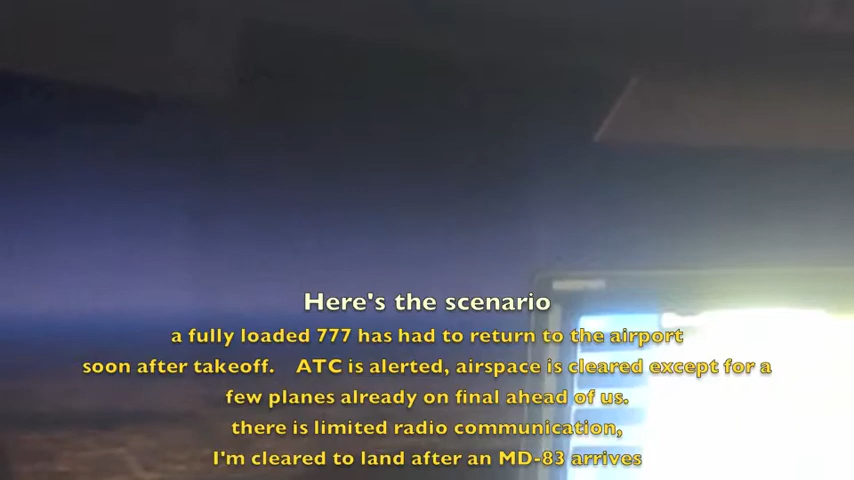 Here's the scenario
a fully loaded 777 has had to return to the airport
soon after takeoff. ATC is alerted, airspace is cleared except for a
few planes already on final ahead of us.
there is limited radio communication,
I'm cleared to land after an MD-83 arrives